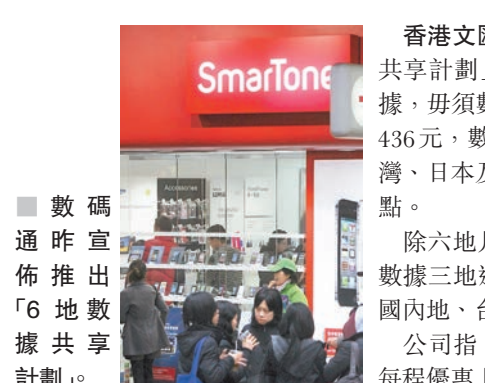 ■ 數碼
通昨宣
佈推出
「6 地數
據共享
計劃」。
SmarTone
Accessories
香港文
共享計劃
據，毋須
436元，數
灣、日本及
點。
除六地
數據三地
國內地、台
公司指
每程優惠